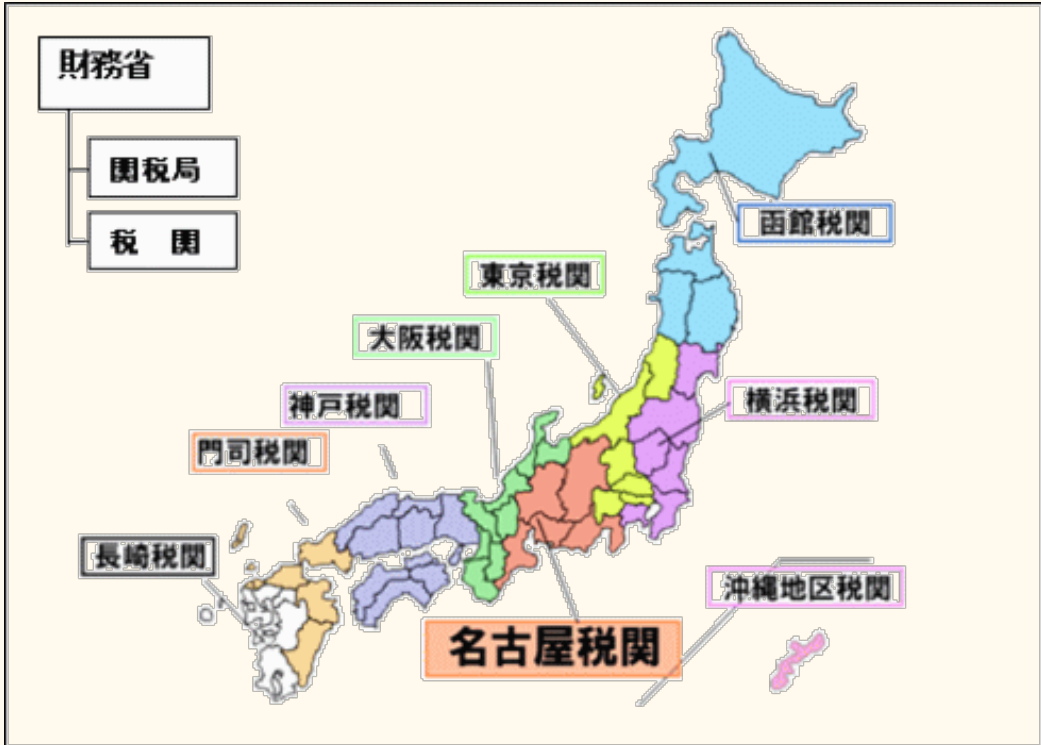 財務省
関税局
税 関
函館税関
東京税関
大阪税関
神戸税関
横浜税関
門司税関
長崎税関
沖縄地区税関
名古屋税関